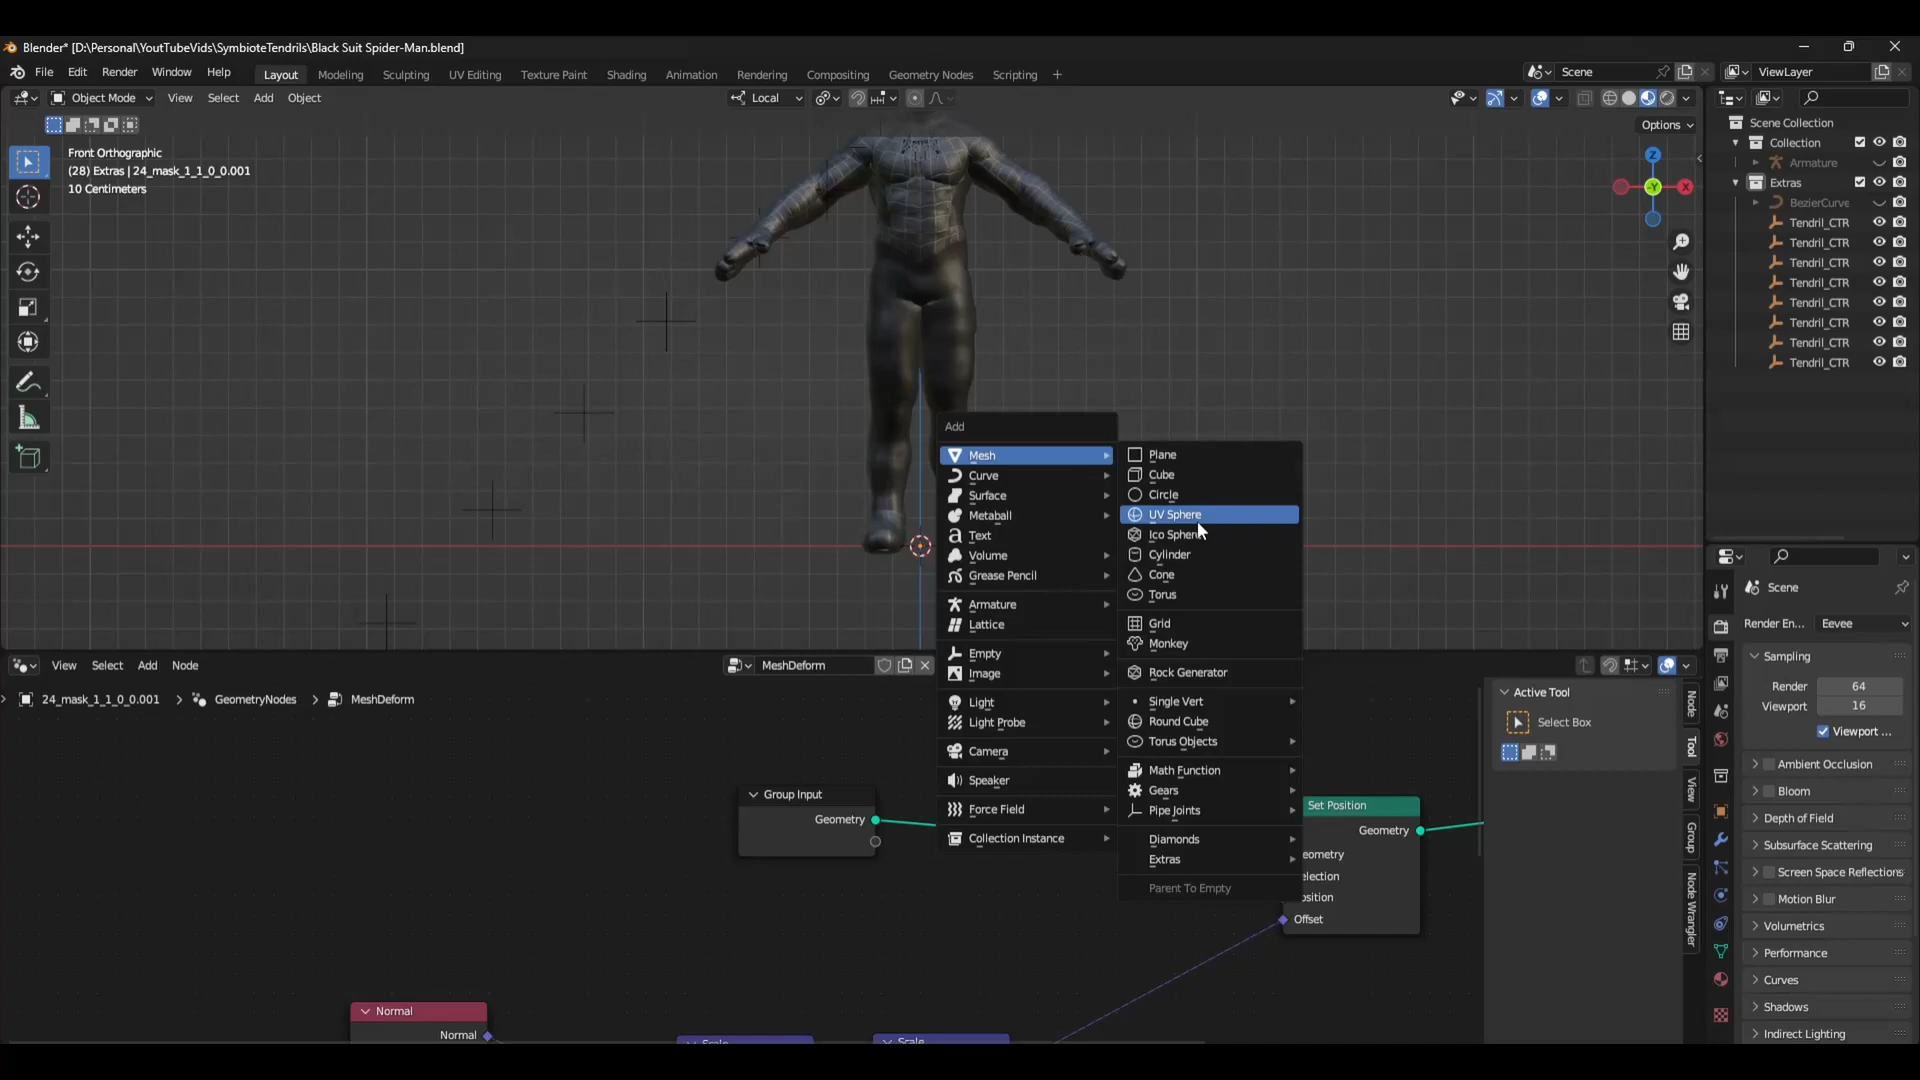 Blender* [D:\Personal\YoutTubeVids\SymbioteTendrils\Black Suit Spider-Man.blend]
File Edit Render Window Help Layout Modeling Sculpting UV Editing Texture Paint Shading Animation Rendering Compositing Geometry Nodes Scripting + Scene ViewLayer
Object Mode View Select Add Object Local
Options
Front Orthographic
(28) Extras | 24_mask_1_1_0_0.001
10 Centimeters
Z
-Y
X
Scene Collection
Collection
Armature
Extras
BezierCurve
Tendril_CTR
Tendril_CTR
Tendril_CTR
Tendril_CTR
Tendril_CTR
Tendril_CTR
Tendril_CTR
Tendril_CTR
Add
Mesh
Curve
Surface
Metaball
Text
Volume
Grease Pencil
Armature
Lattice
Empty
Image
Light
Light Probe
Camera
Speaker
Force Field
Collection Instance
Plane
Cube
Circle
UV Sphere
Ico Sphere
Cylinder
Cone
Torus
Grid
Monkey
Rock Generator
Single Vert
Round Cube
Torus Objects
Math Function
Gears
Pipe Joints
Diamonds
Extras
Parent To Empty
View Select Add Node MeshDeform
24_mask_1_1_0_0.001 > GeometryNodes > MeshDeform
Group Input
Geometry
Normal
Normal
Scale
Scale
Set Position
Geometry
eometry
election
osition
Offset
Active Tool
Select Box
Node
Tool
View
Group
Node Wrangler
Scene
Render En... Eevee
Sampling
Render 64
Viewport 16
Viewport ...
Ambient Occlusion
Bloom
Depth of Field
Subsurface Scattering
Screen Space Reflections
Motion Blur
Volumetrics
Performance
Curves
Shadows
Indirect Lighting